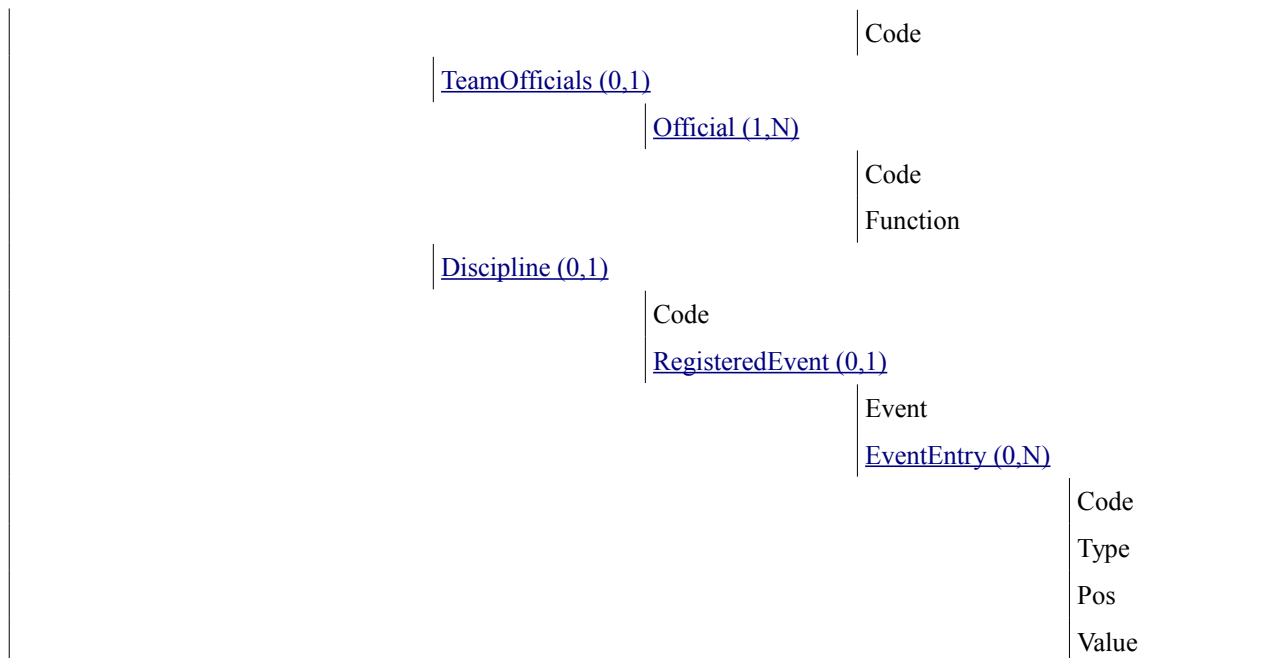 Code
TeamOfficials (0,1)
Official (1,N)
Code
Function
Discipline (0,1)
Code
RegisteredEvent (0,1)
Event
EventEntry (0,N)
Code
Type
Pos
Value